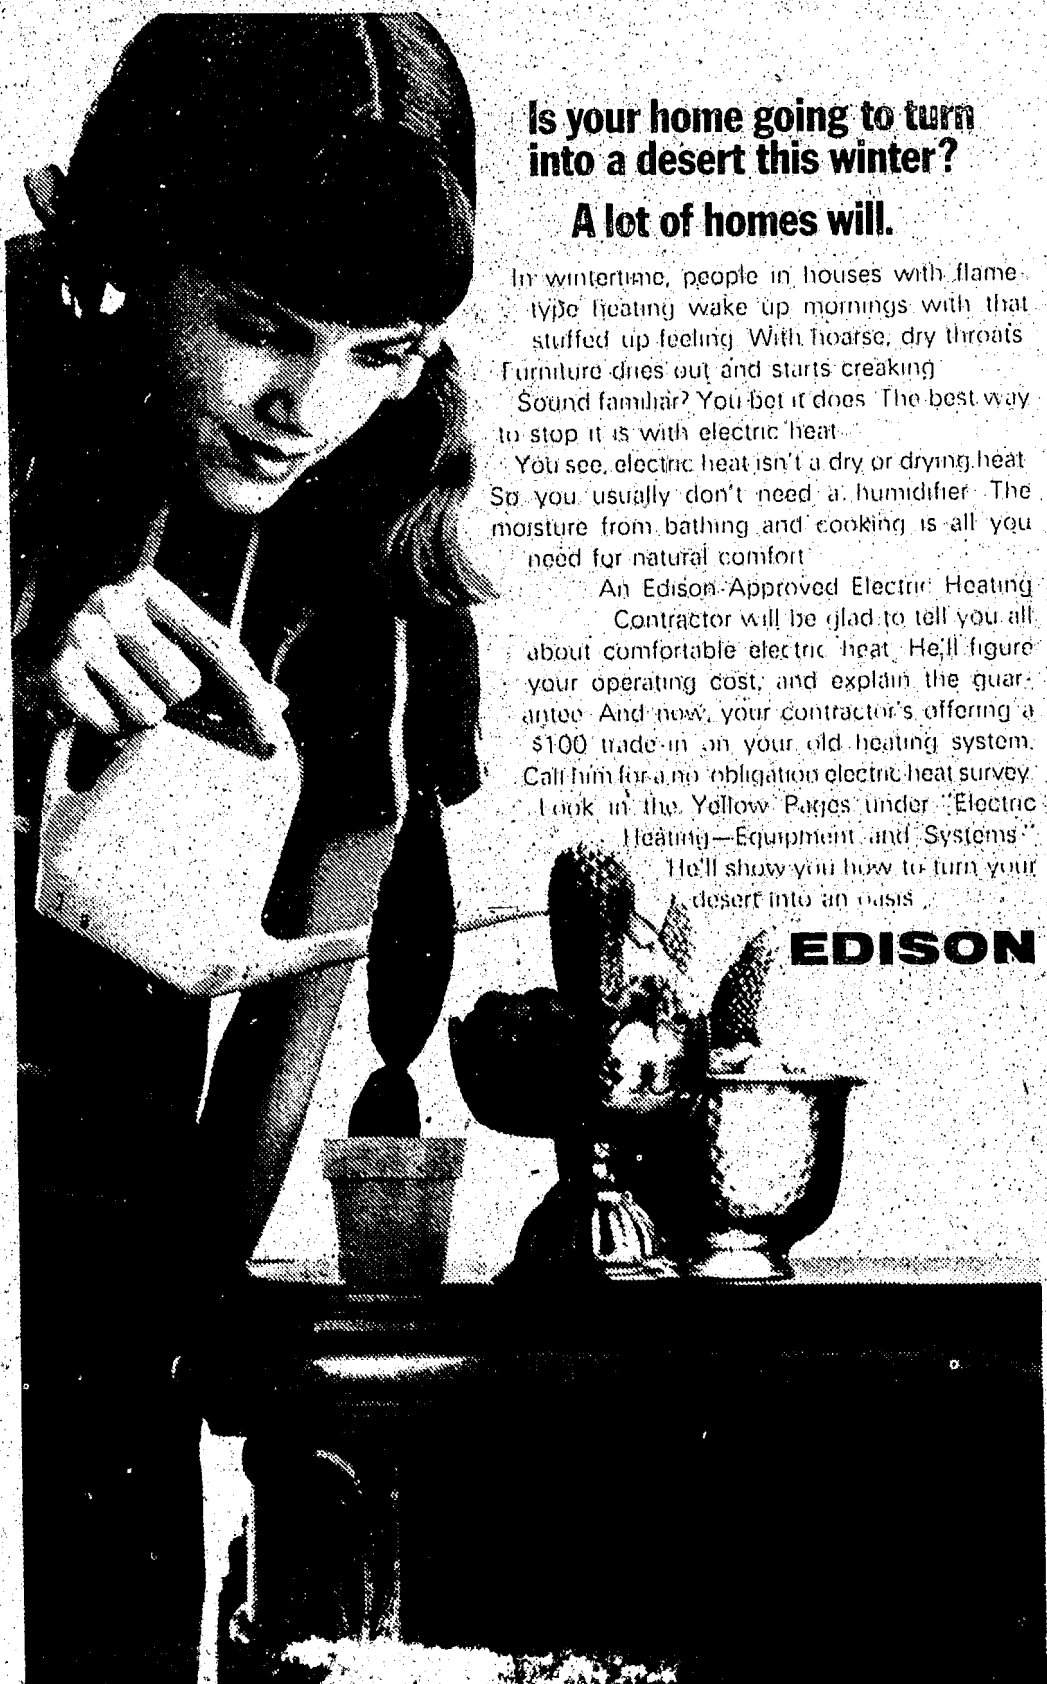 Is your home going to turn
into a desert this winter?
A lot of homes will.
In wintertime, people in houses with flame-
type heating wake up mornings with that
stuffed up feeling. With hoarse, dry throats
Furniture dries out and starts creaking
Sound familiar? You bet it does. The best way
to stop it is with electric heat.
You see, electric heat isn't a dry or drying heat
So you usually don't need a humidifier. The
moisture from bathing and cooking is all you
need for natural comfort
An Edison-Approved Electric Heating
Contractor will be glad to tell you all
about comfortable electric heat. He'll figure
your operating cost, and explain the guar-
antee. And now, your contractor's offering a
$100 trade-in on your old heating system.
Call him for a no obligation electric heat survey.
Look in the Yellow Pages under "Electric
Heating—Equipment and Systems"
He'll show you how to turn your
desert into an oasis.
EDISON